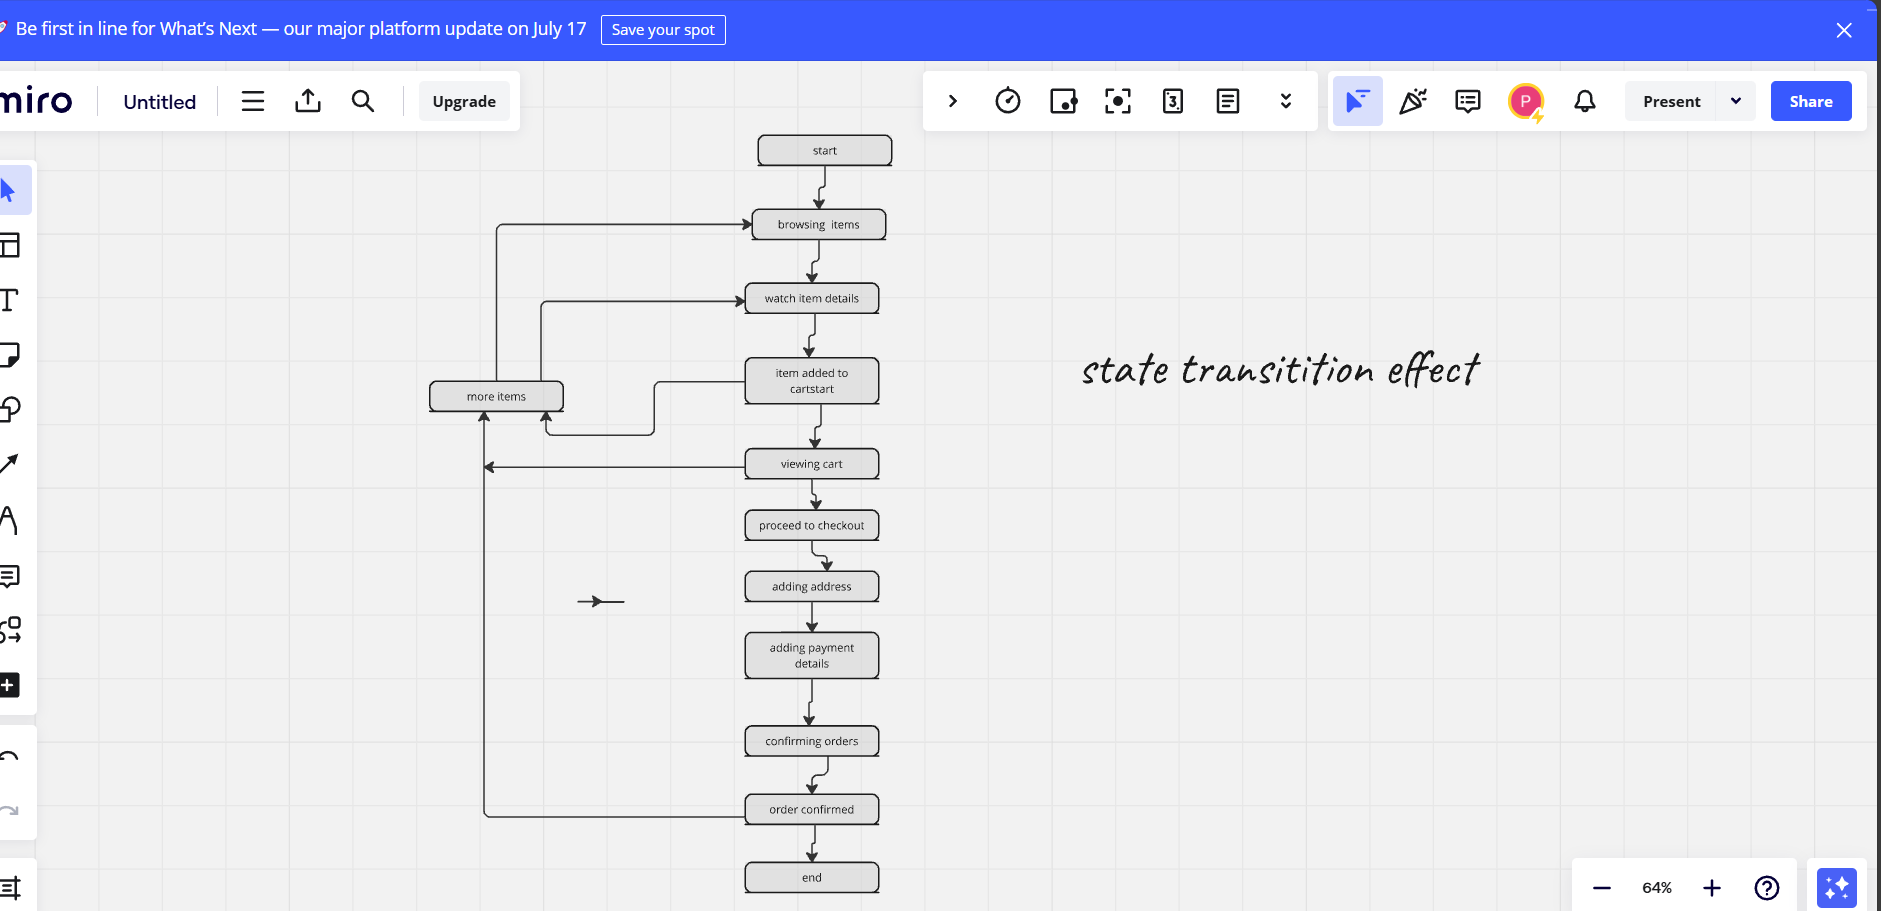 Be first in line for What's Next — our major platform update on July 17 Save your spot
miro Untitled Upgrade
3 P Present Share
start
browsing items
watch item details
item added to
cartstart
more items
state transitition effect
viewing cart
proceed to checkout
adding address
adding payment
details
confirming orders
order confirmed
end
64%